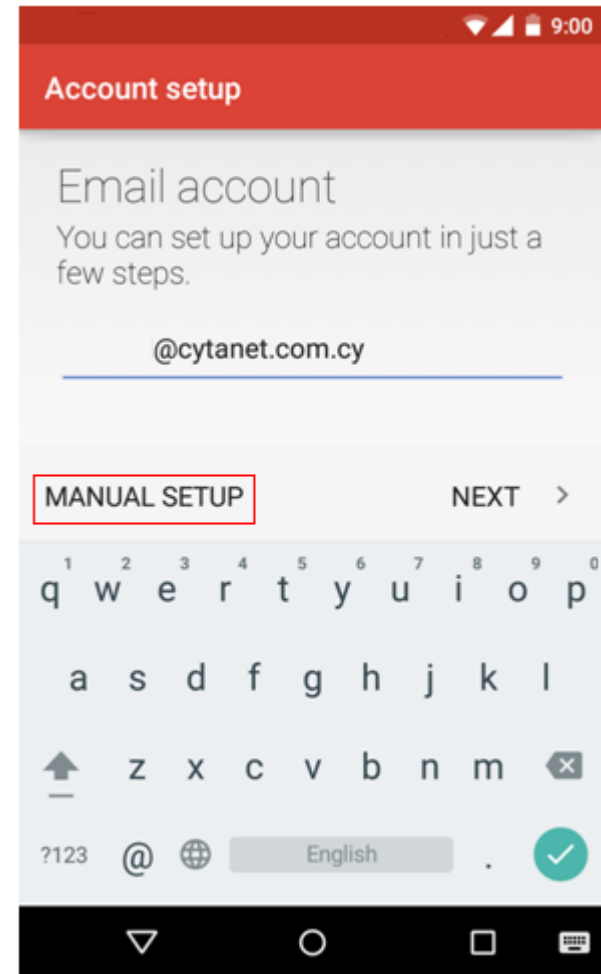 9:00
Account setup
Email account
You can set up your account in just a
few steps.
@cytanet.com.cy
MANUAL SETUP NEXT >
1 2 3 4 5 6 7 8 9 0
q w e r t y u i o p
a s d f g h j k l
z x c v b n m
?123 @ English .